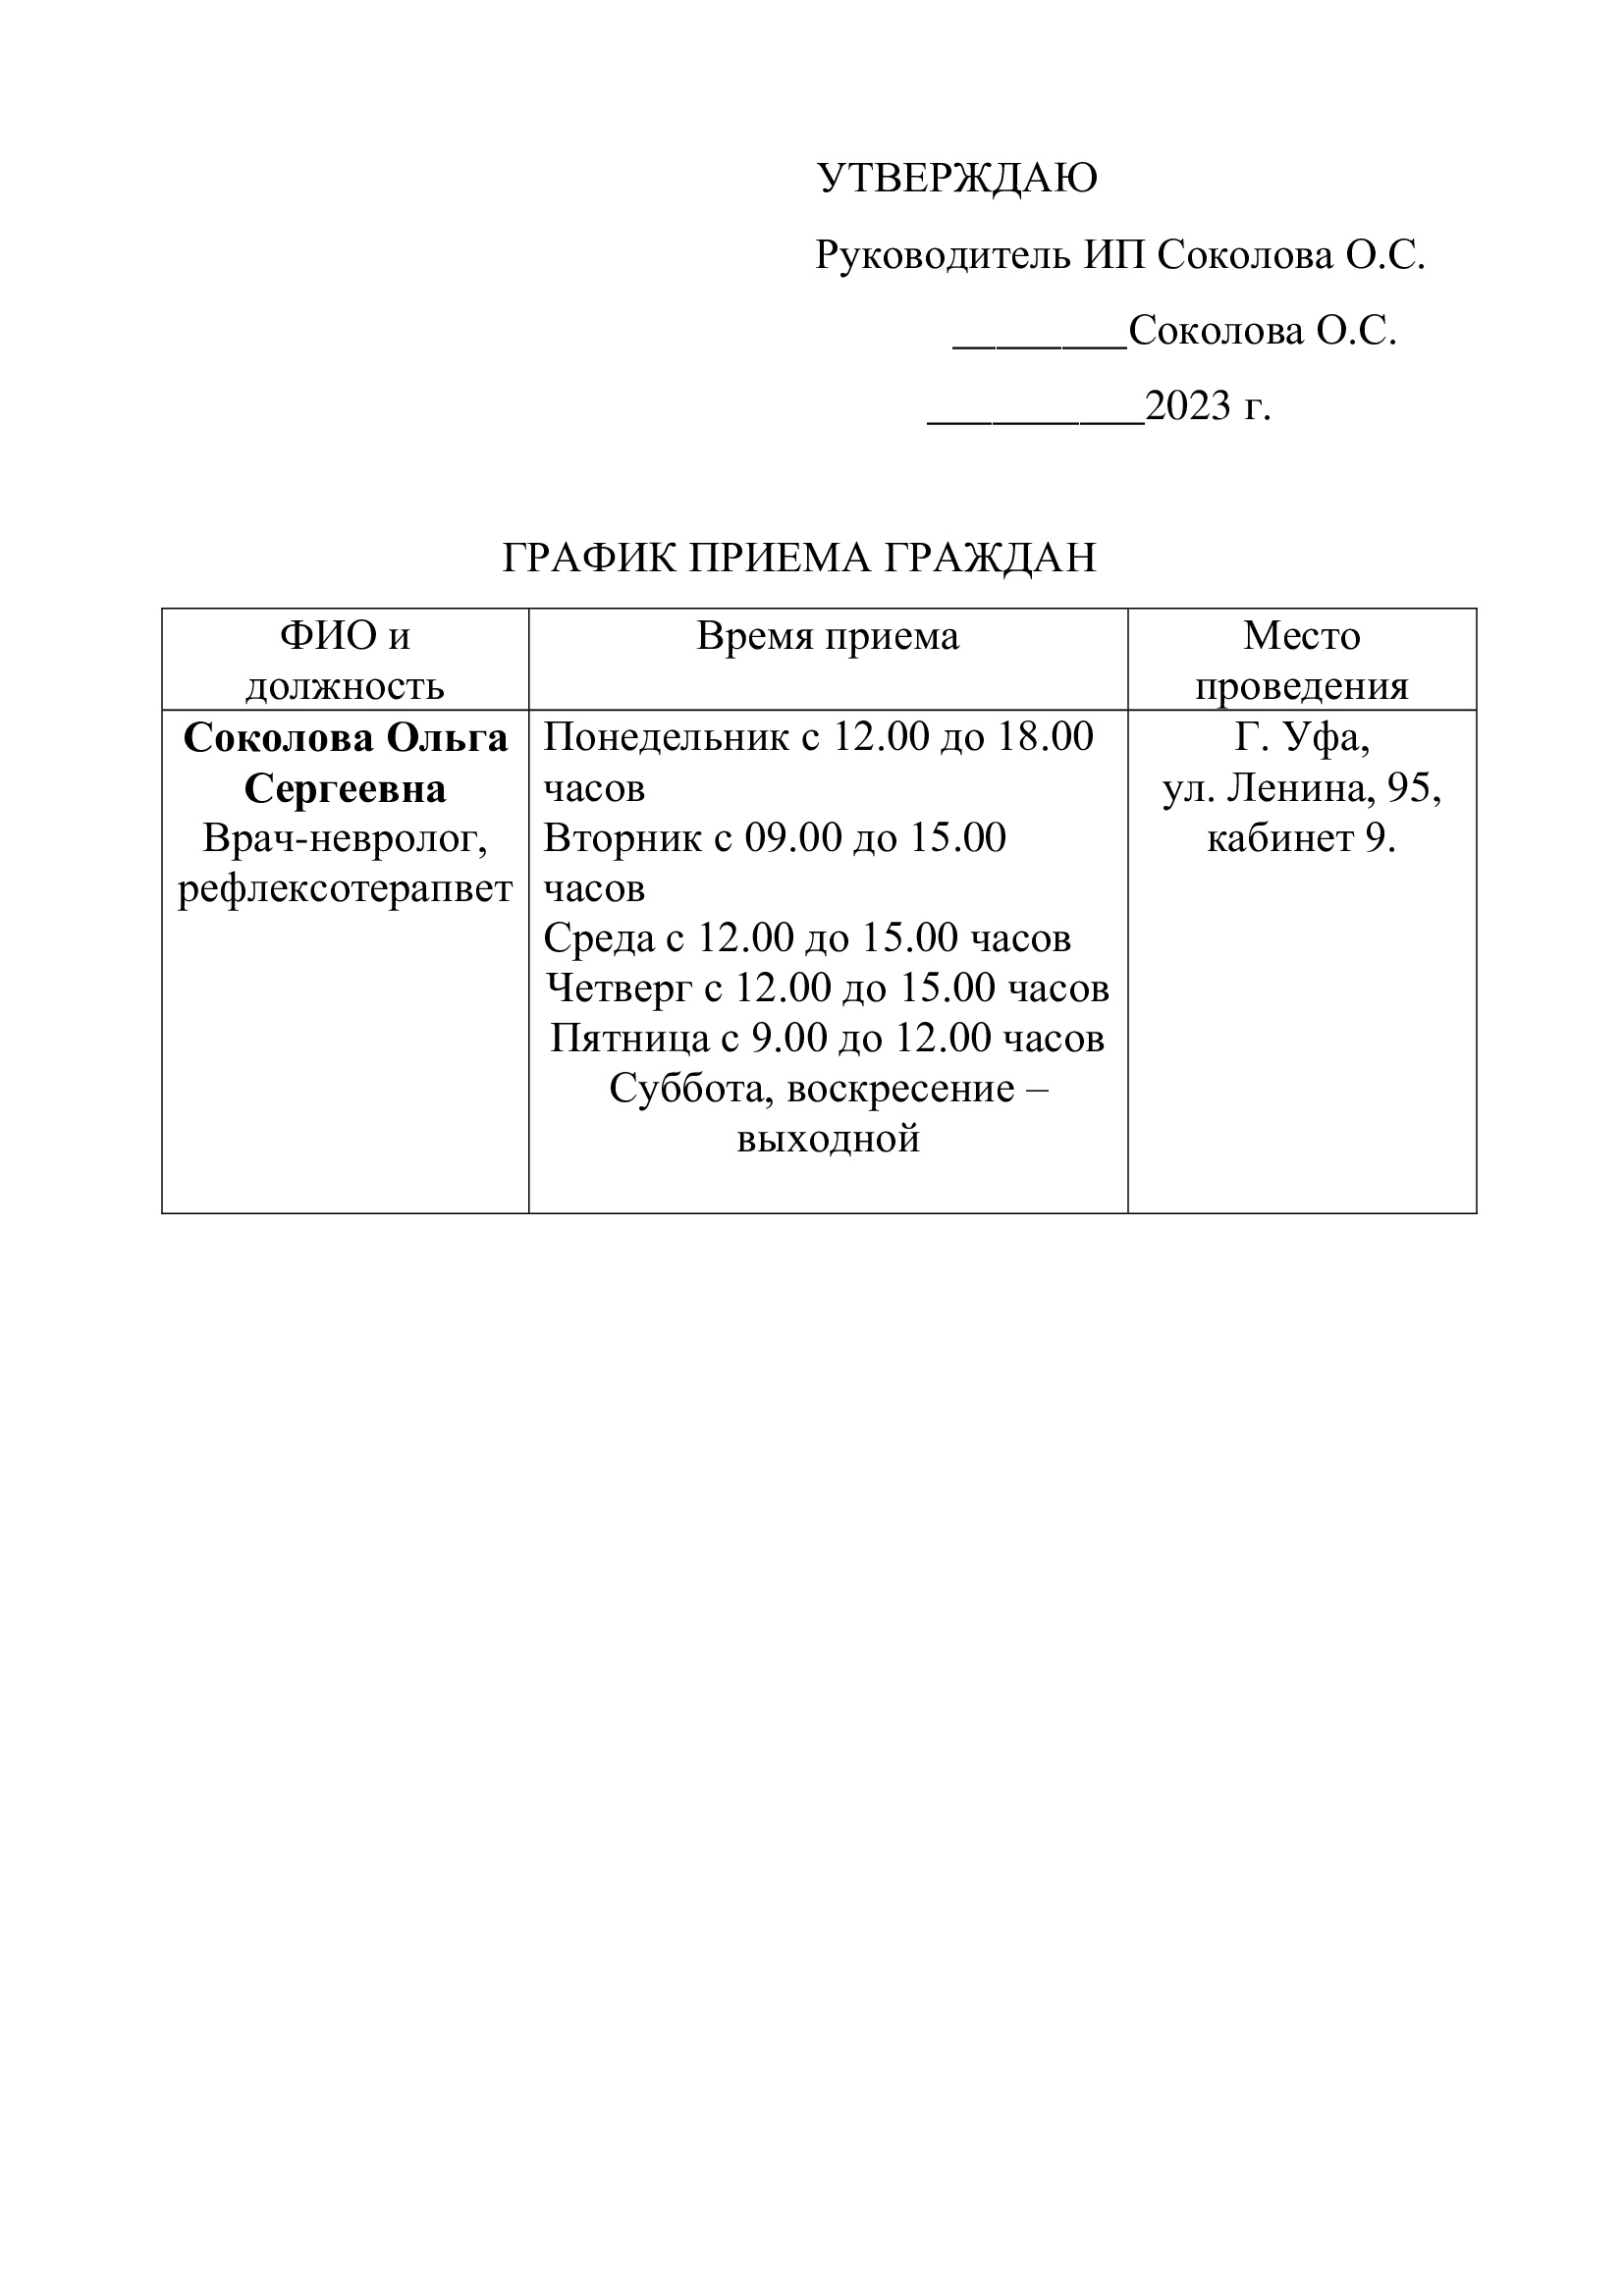 УТВЕРЖДАЮ
Руководитель ИП Соколова О.С.
________Соколова О.С.
__________2023 г.
ГРАФИК ПРИЕМА ГРАЖДАН
ФИО и
должность
Время приема
Место
проведения
Соколова Ольга
Сергеевна
Врач-невролог,
рефлексотерапвет
Понедельник с 12.00 до 18.00
часов
Вторник с 09.00 до 15.00
часов
Среда с 12.00 до 15.00 часов
Четверг с 12.00 до 15.00 часов
Пятница с 9.00 до 12.00 часов
Суббота, воскресение –
выходной
Г. Уфа,
ул. Ленина, 95,
кабинет 9.